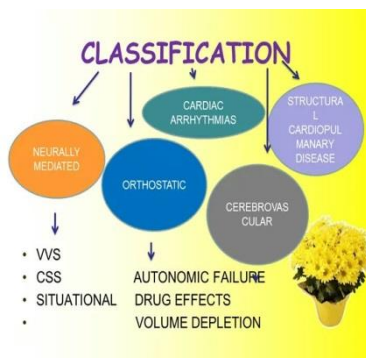 CLASSIFICATION
CARDIAC
ARRHYTHMIAS
STRUCTURA
L
CARDIOPUL
MANARY
DISEASE
NEURALLY
MEDIATED
ORTHOSTATIC
CEREBROVAS
CULAR
• VVS
• CSS
• SITUATIONAL
•
AUTONOMIC FAILURE
DRUG EFFECTS
VOLUME DEPLETION